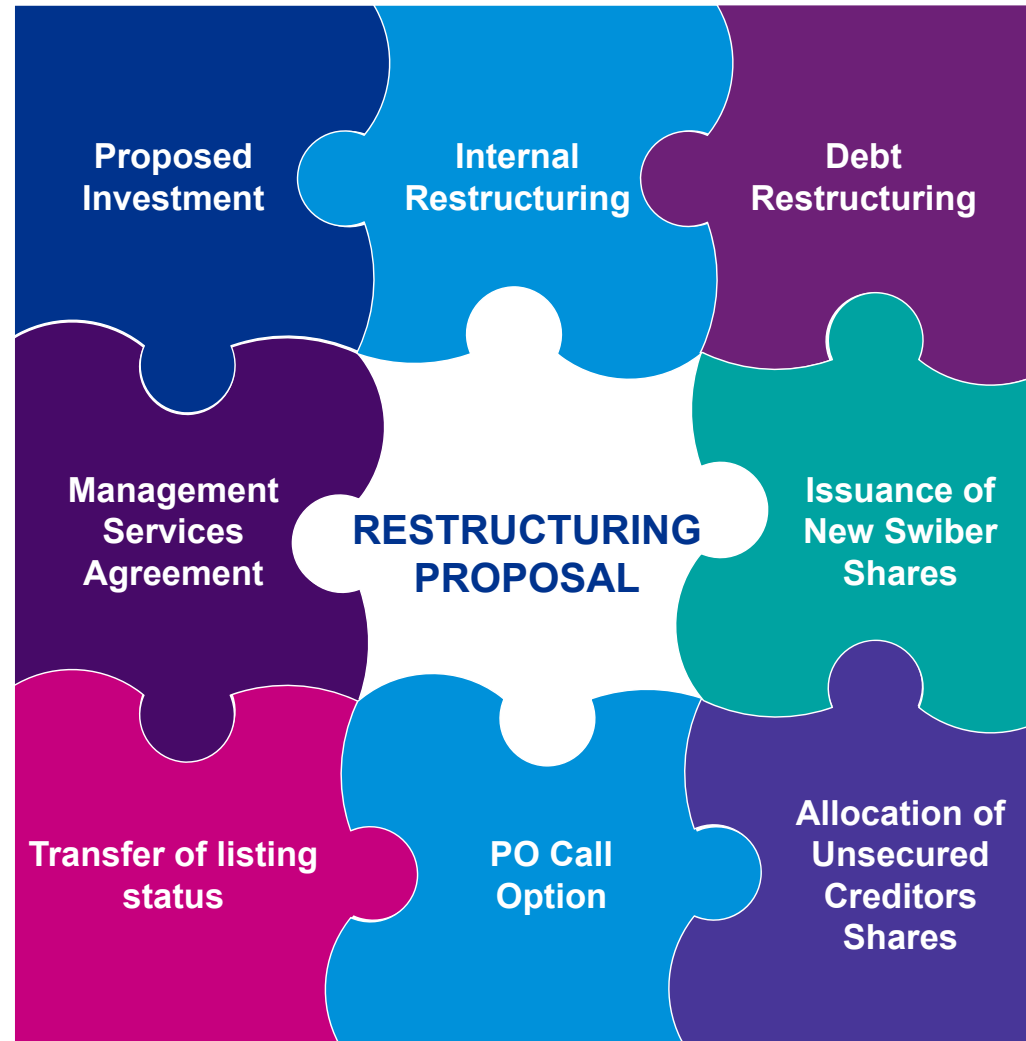 Proposed
Investment
Internal
Restructuring
Debt
Restructuring
Management
Services
Agreement
RESTRUCTURING
PROPOSAL
Issuance of
New Swiber
Shares
Transfer of listing
status
PO Call
Option
Allocation of
Unsecured
Creditors
Shares